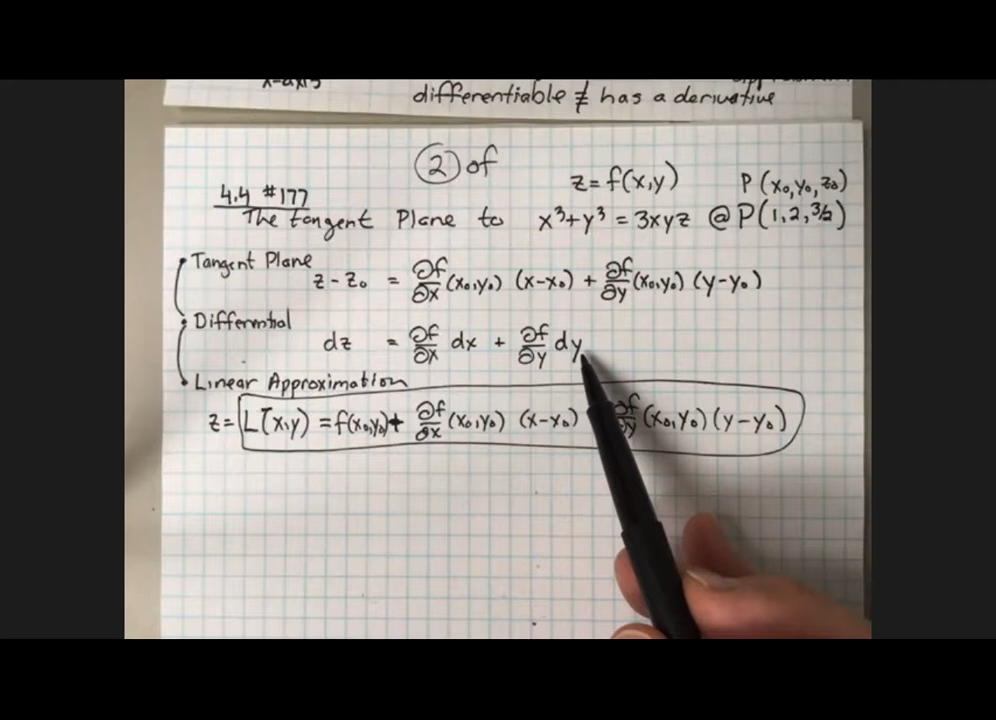 x-axis
differentiable ≠ has a derivative
② of
z = f(x,y) P(x₀,y₀,z₀)
4.4 #177
The tangent Plane to x³+y³ = 3xyz @ P(1,2,3/2)
Tangent Plane
z - z₀ = ∂f/∂x (x₀,y₀) (x-x₀) + ∂f/∂y (x₀,y₀) (y-y₀)
Differential
dz = ∂f/∂x dx + ∂f/∂y dy
Linear Approximation
z = L(x,y) = f(x₀,y₀) + ∂f/∂x (x₀,y₀) (x-x₀) ∂f/∂y (x₀,y₀) (y-y₀)